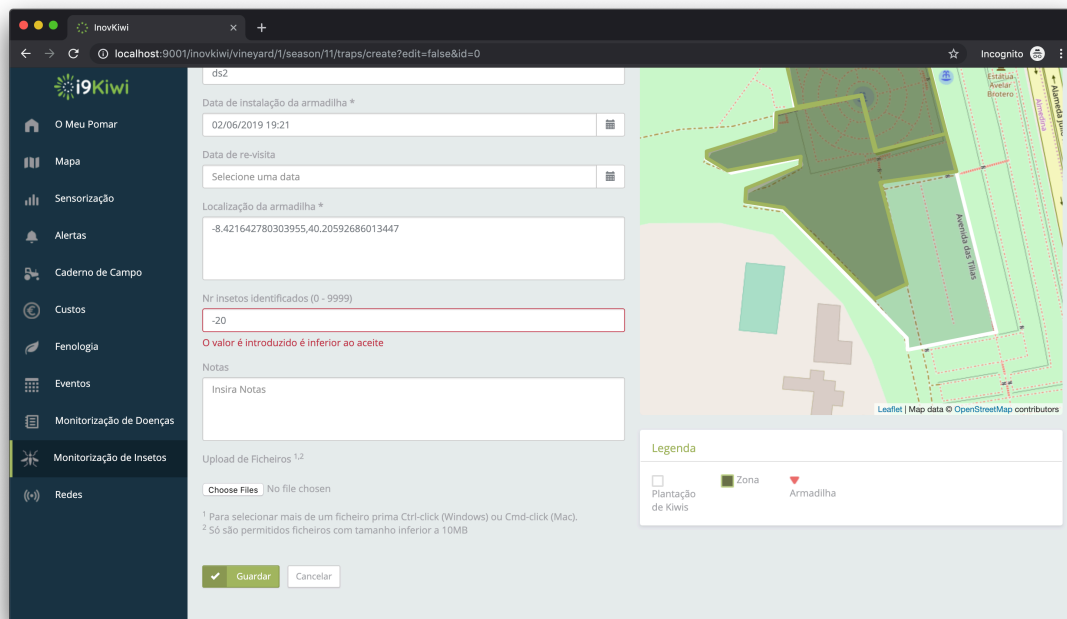 InovKiwi
localhost:9001/inovkiwi/vineyard/1/season/11/traps/create?edit=false&id=0
Incognito
i9Kiwi
O Meu Pomar
Mapa
Sensorização
Alertas
Caderno de Campo
Custos
Fenologia
Eventos
Monitorização de Doenças
Monitorização de Insetos
Redes
ds2
Data de instalação da armadilha *
02/06/2019 19:21
Data de re-visita
Selecione uma data
Localização da armadilha *
-8.421642780303955,40.20592686013447
Nr insetos identificados (0 - 9999)
-20
O valor é introduzido é inferior ao aceite
Notas
Insira Notas
Upload de Ficheiros 1,2
Choose Files No file chosen
1 Para selecionar mais de um ficheiro prima Ctrl-click (Windows) ou Cmd-click (Mac).
2 Só são permitidos ficheiros com tamanho inferior a 10MB
Guardar
Cancelar
Estátua
Avelar
Brotero
Alameda Júlio
Almedina
Avenida das Tílias
Leaflet | Map data © OpenStreetMap contributors
Legenda
Plantação
de Kiwis
Zona
Armadilha